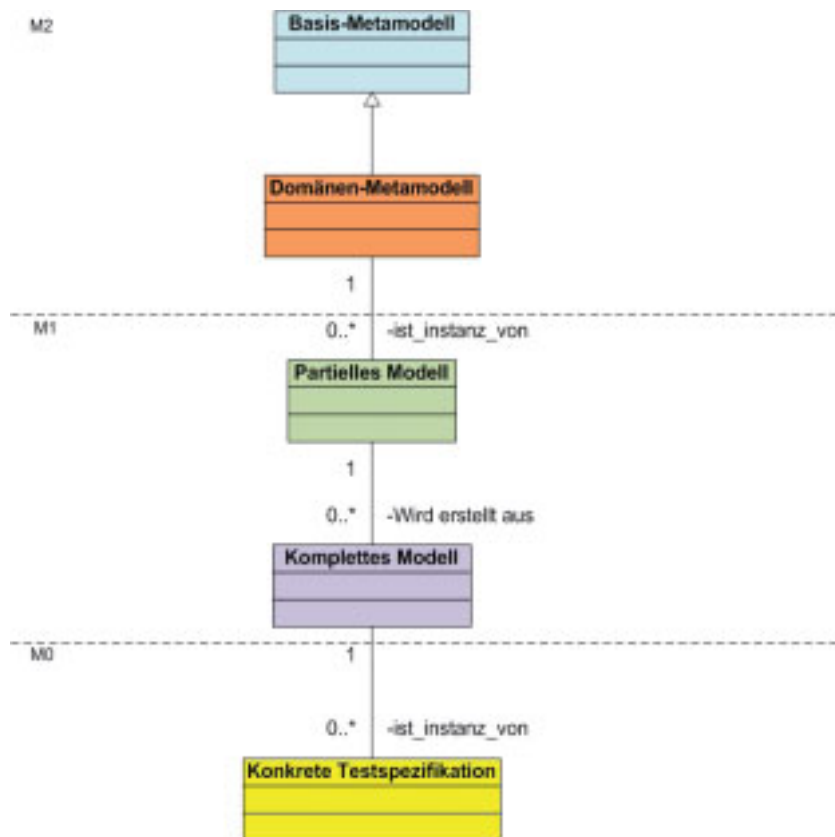 M2
Basis-Metamodell
Domänen-Metamodell
1
M1
0..* -ist_instanz_von
Partielles Modell
1
0..* -Wird erstellt aus
Komplettes Modell
M0
1
0..* -ist_instanz_von
Konkrete Testspezifikation